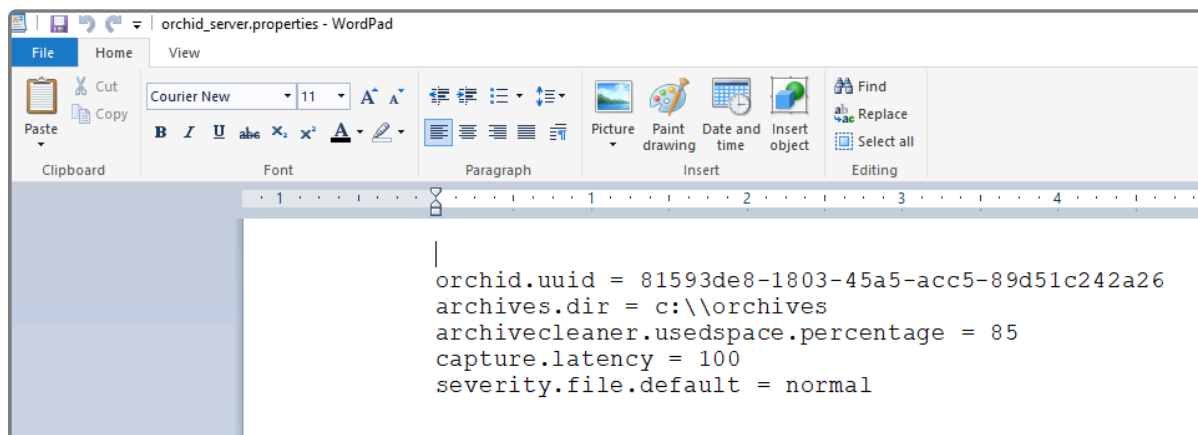 orchid_server.properties - WordPad
File Home View
Cut
Copy
Paste
Clipboard
Courier New 11 A A
B I U abc X₂ X² A
Font
Paragraph
Picture Paint drawing Date and time Insert object
Insert
Find
Replace
Select all
Editing
1 1 2 3 4
orchid.uuid = 81593de8-1803-45a5-acc5-89d51c242a26
archives.dir = c:\\orchives
archivecleaner.usedspace.percentage = 85
capture.latency = 100
severity.file.default = normal